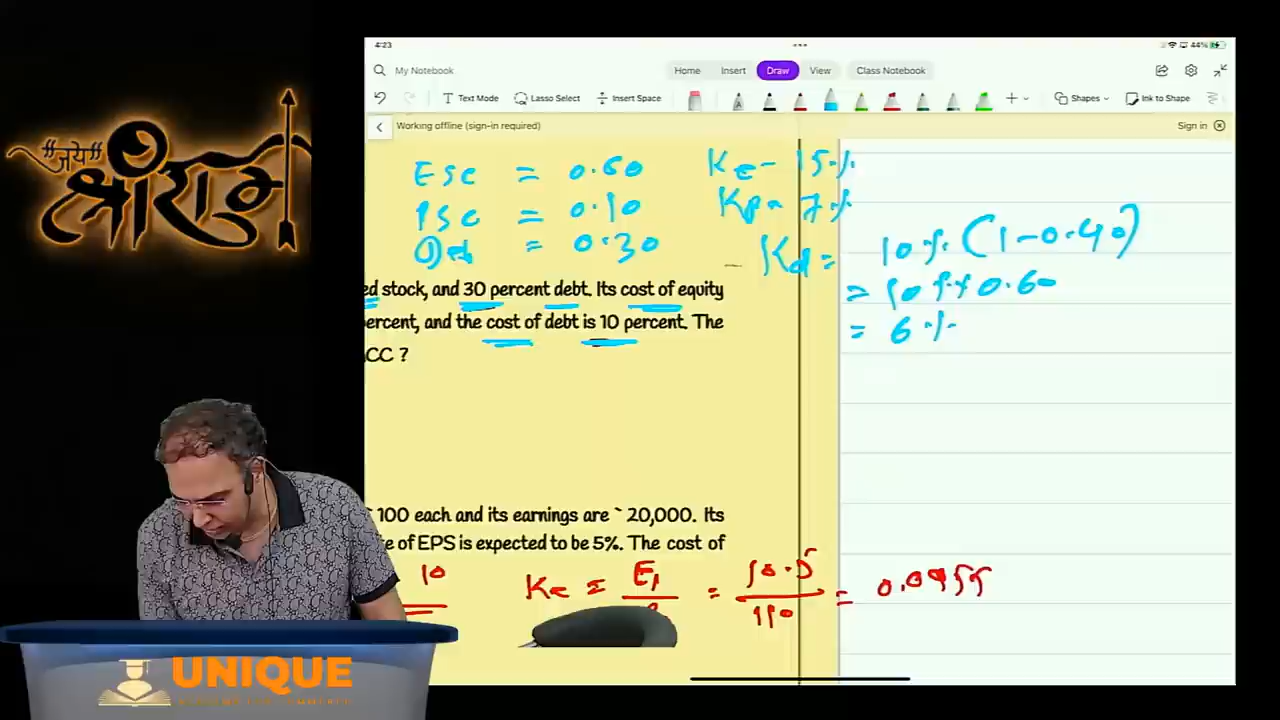 "जय"
श्रीराम
4:23
44%
My Notebook
Home Insert Draw View Class Notebook
Text Mode Lasso Select Insert Space Shapes Ink to Shape
Working offline (sign-in required) Sign in
ESC = 0.60 Ke - 15%
PSC = 0.10 Kp = 7%
Debt = 0.30 Kd = 10% (1-0.40)
= 10% × 0.60
= 6%
ed stock, and 30 percent debt. Its cost of equity
ercent, and the cost of debt is 10 percent. The
CC ?
` 100 each and its earnings are ` 20,000. Its
e of EPS is expected to be 5%. The cost of
10 Ke = E1 = 10.5 / 110 = 0.0955
UNIQUE